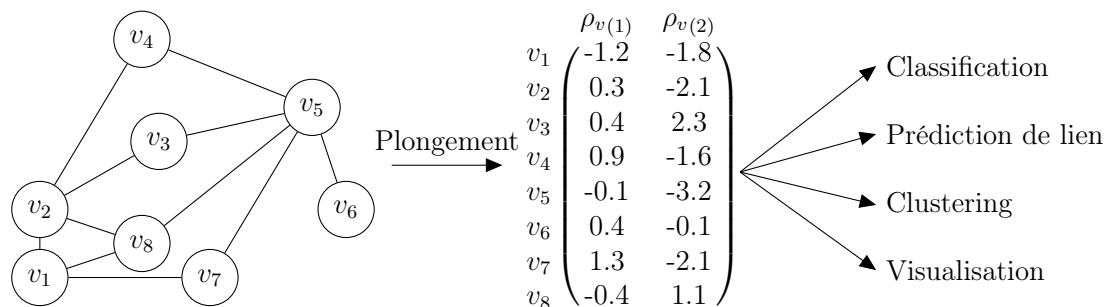 v4
v5
v3
v2
v6
v8
v1
v7
Plongement
ρv(1) ρv(2)
v1 -1.2 -1.8
v2 0.3 -2.1
v3 0.4 2.3
v4 0.9 -1.6
v5 -0.1 -3.2
v6 0.4 -0.1
v7 1.3 -2.1
v8 -0.4 1.1
Classification
Prédiction de lien
Clustering
Visualisation